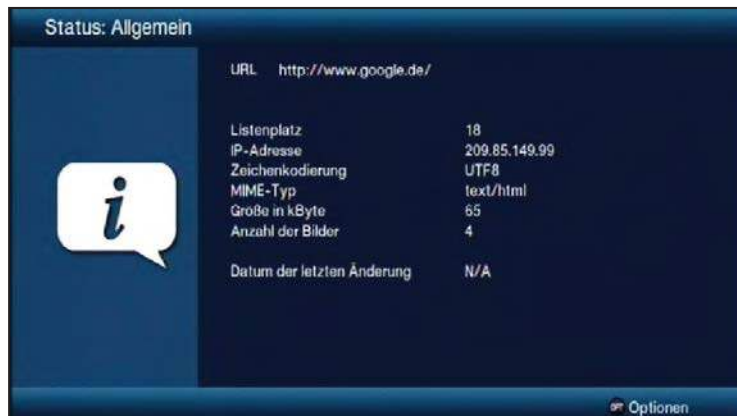 Status: Allgemein
URL http://www.google.de/
Listenplatz 18
IP-Adresse 209.85.149.99
Zeichenkodierung UTF8
MIME-Typ text/html
Größe in kByte 65
Anzahl der Bilder 4
Datum der letzten Änderung N/A
OPT Optionen